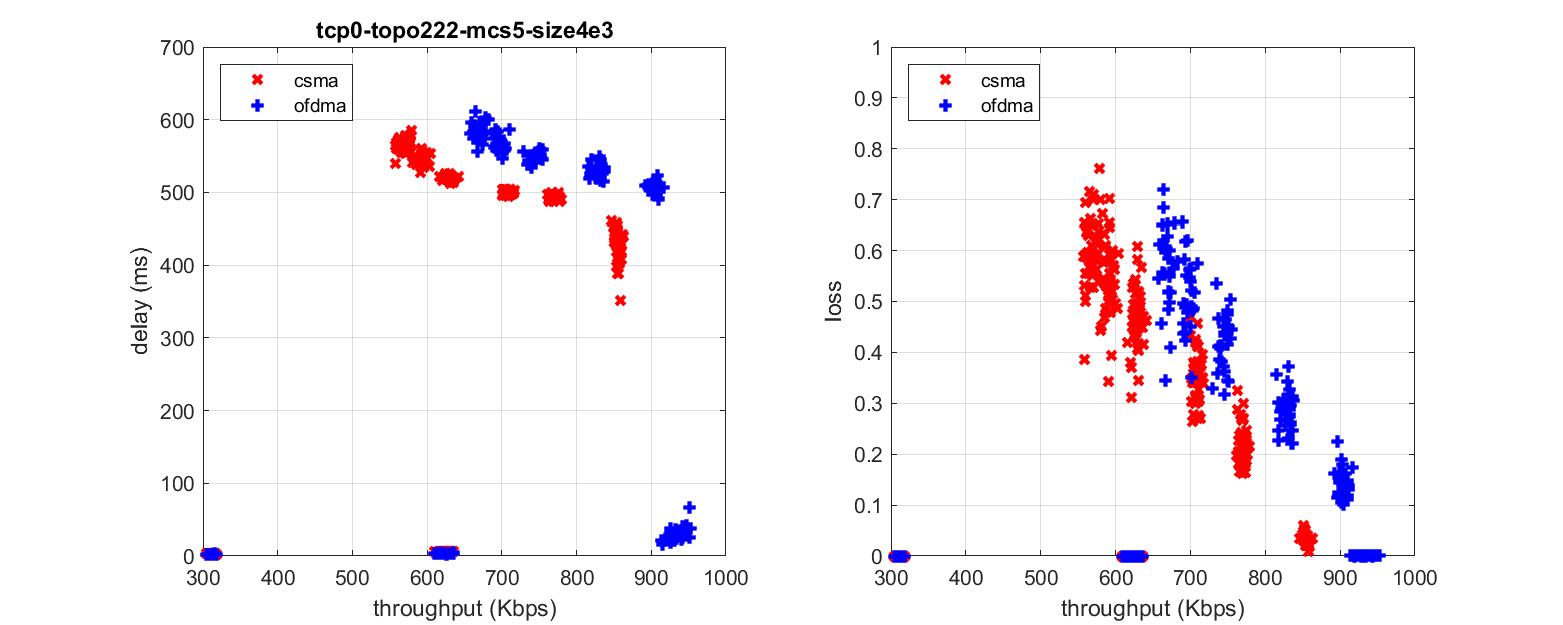 tcp0-topo222-mcs5-size4e3
700
600
500
400
300
200
100
0
delay (ms)
csma
ofdma
300 400 500 600 700 800 900 1000
throughput (Kbps)
1
0.9
0.8
0.7
0.6
0.5
0.4
0.3
0.2
0.1
0
loss
csma
ofdma
300 400 500 600 700 800 900 1000
throughput (Kbps)